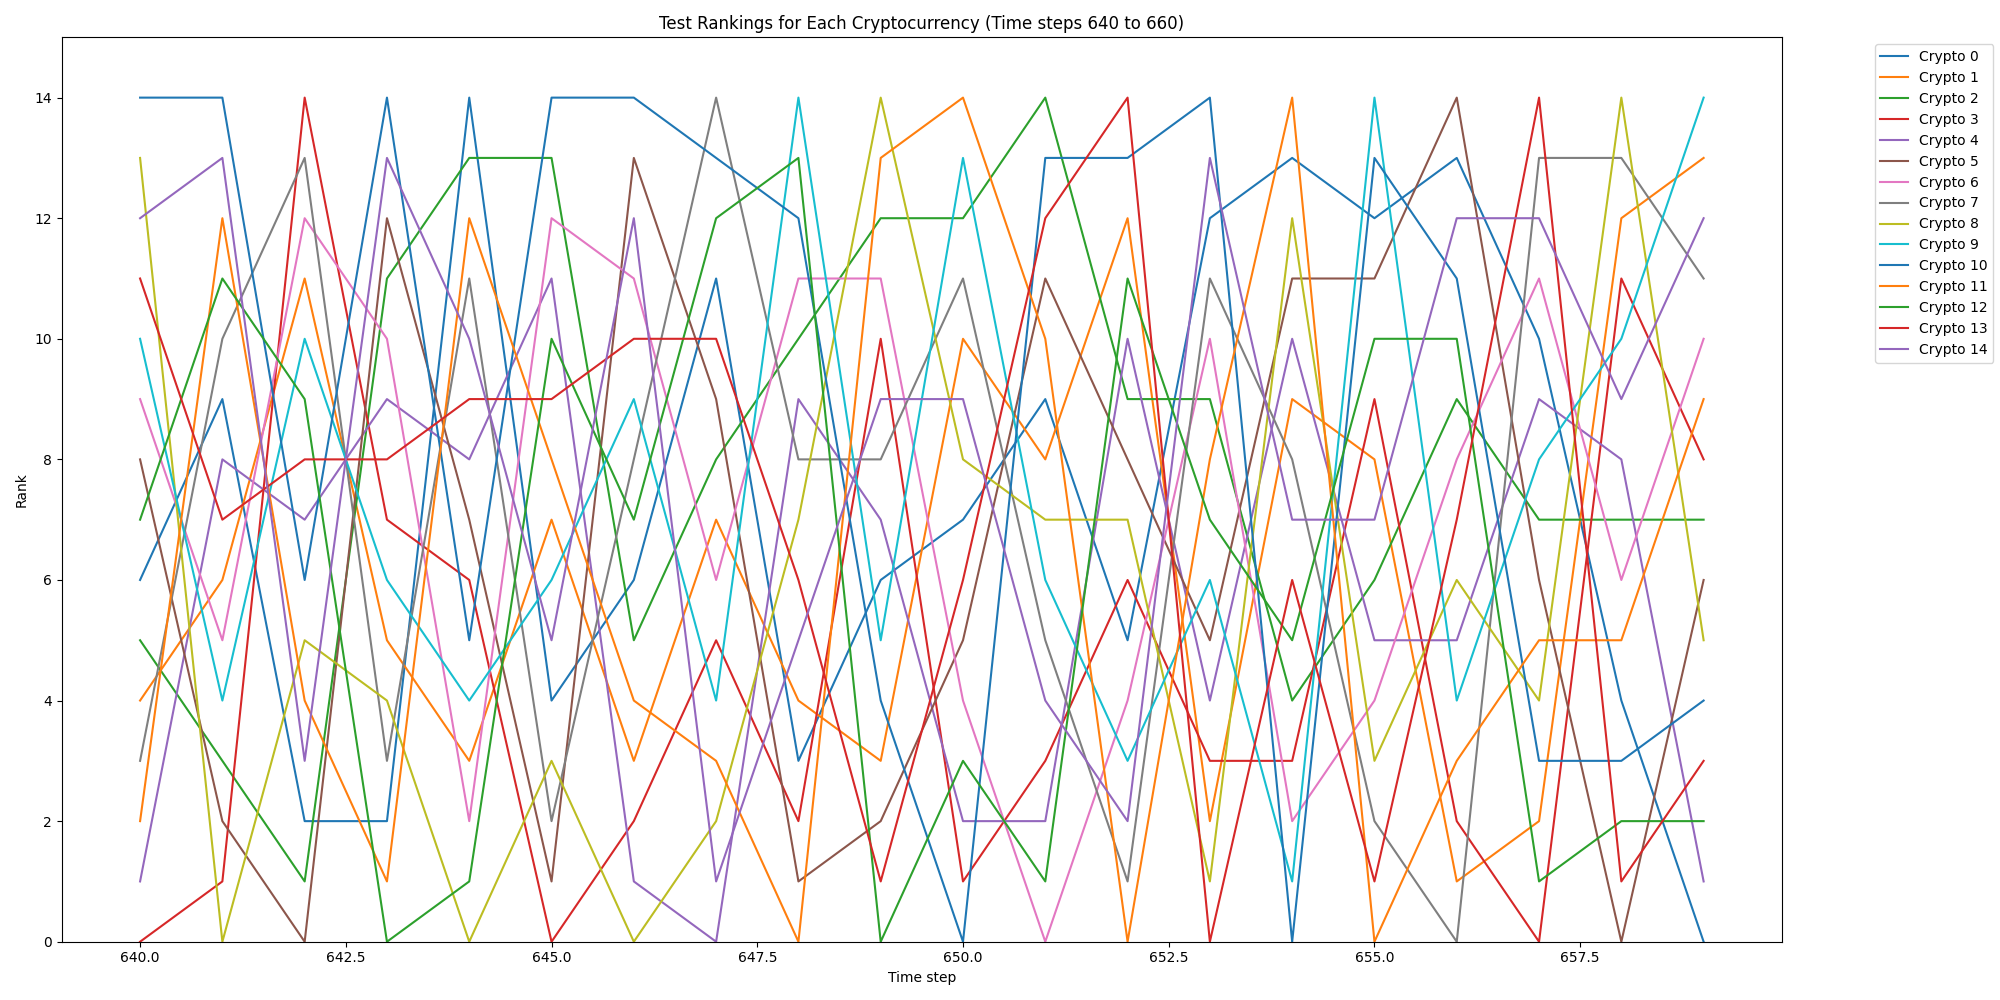 Test Rankings for Each Cryptocurrency (Time steps 640 to 660)
Crypto 0
Crypto 1
Crypto 2
Crypto 3
Crypto 4
Crypto 5
Crypto 6
Crypto 7
Crypto 8
Crypto 9
Crypto 10
Crypto 11
Crypto 12
Crypto 13
Crypto 14
Rank
14
12
10
8
6
4
2
0
640.0 642.5 645.0 647.5 650.0 652.5 655.0 657.5
Time step